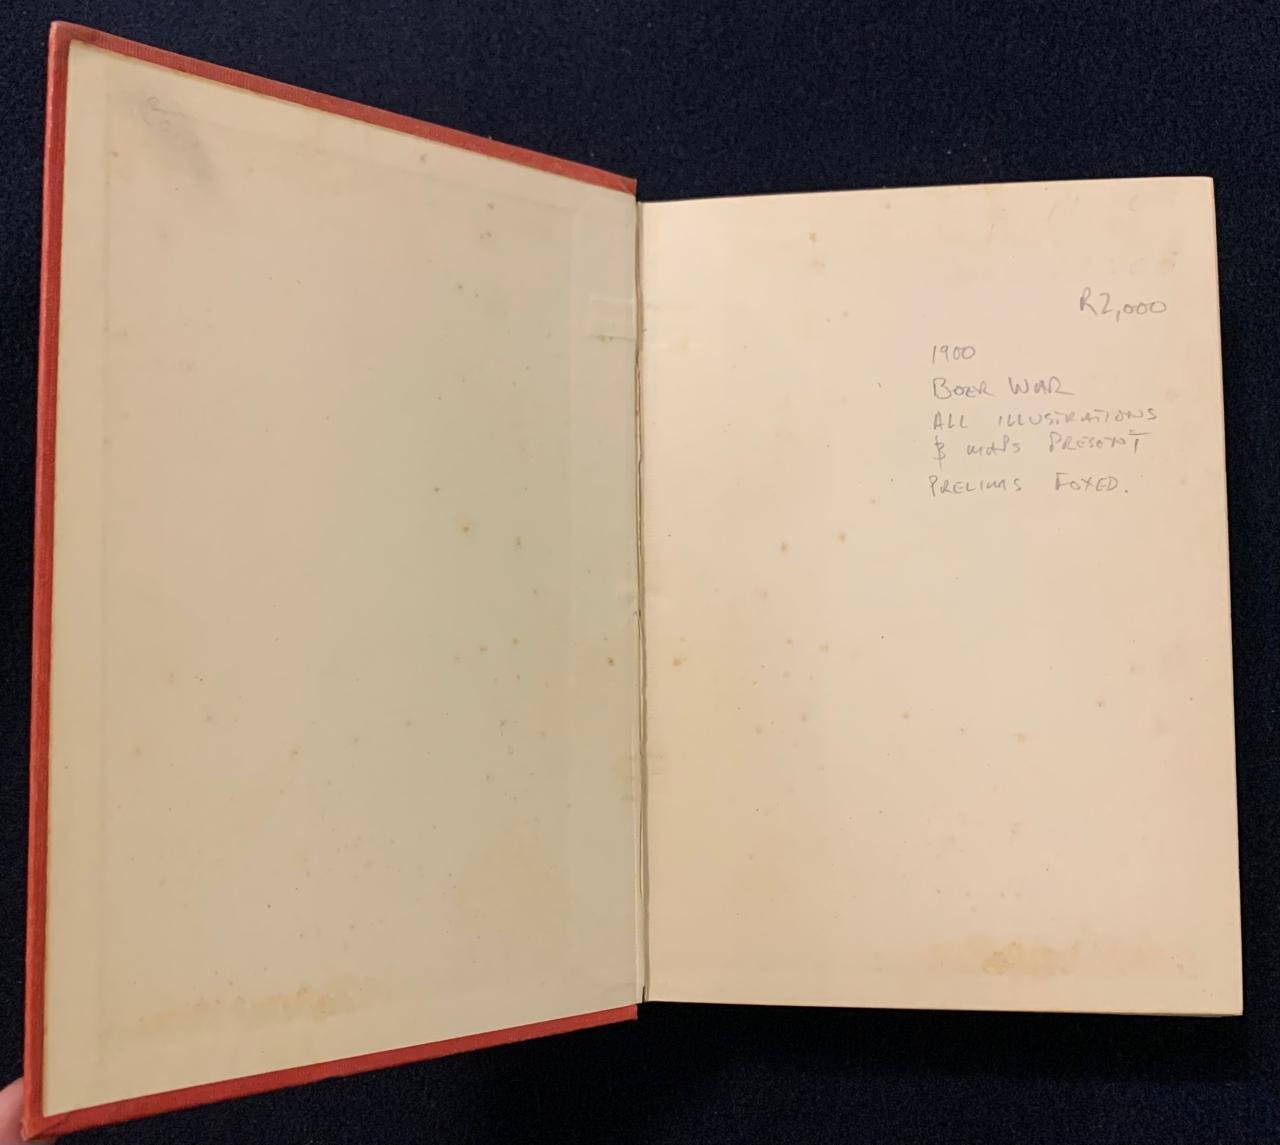 R2,000
1900
BOER WAR
ALL ILLUSTRATIONS
& MAPS PRESENT
PRELIMS FOXED.